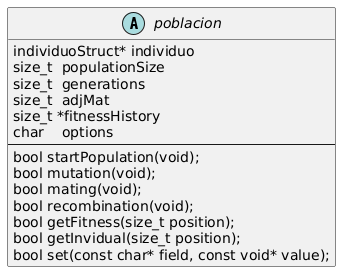 A poblacion
individuoStruct* individuo
size_t  populationSize
size_t  generations
size_t  adjMat
size_t *fitnessHistory
char    options
bool startPopulation(void);
bool mutation(void);
bool mating(void);
bool recombination(void);
bool getFitness(size_t position);
bool getInvidual(size_t position);
bool set(const char* field, const void* value);